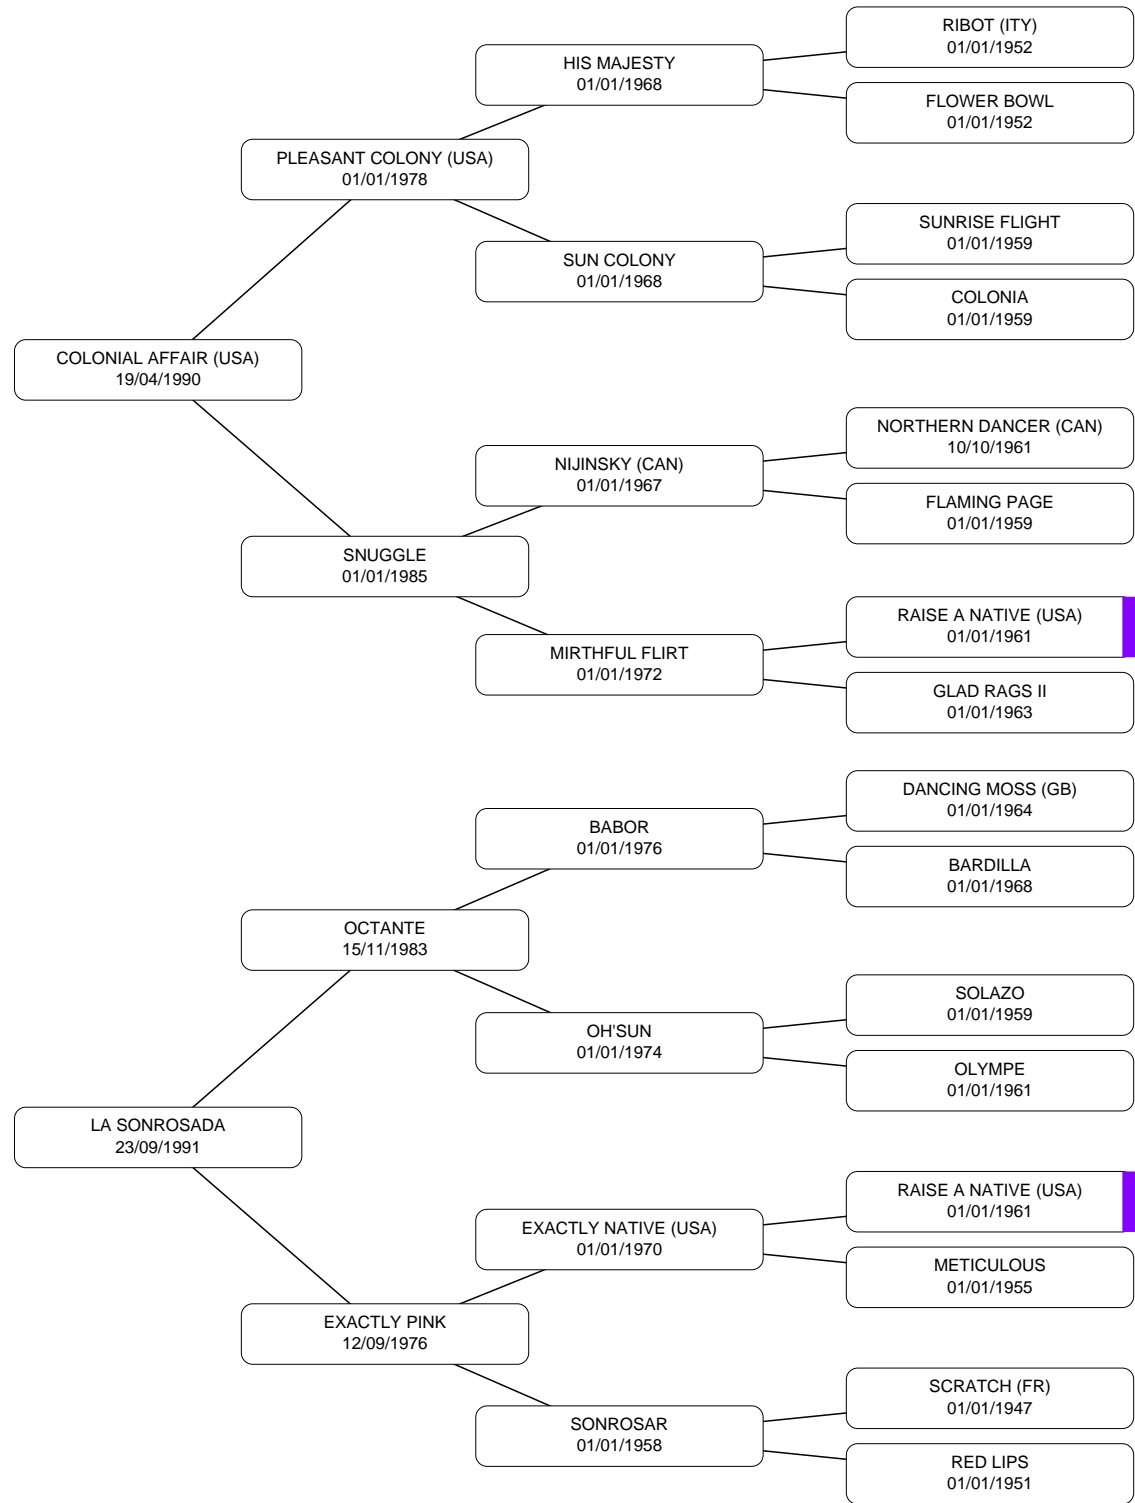 RIBOT (ITY)
01/01/1952
HIS MAJESTY
01/01/1968
FLOWER BOWL
01/01/1952
PLEASANT COLONY (USA)
01/01/1978
SUNRISE FLIGHT
01/01/1959
SUN COLONY
01/01/1968
COLONIA
01/01/1959
COLONIAL AFFAIR (USA)
19/04/1990
NORTHERN DANCER (CAN)
10/10/1961
NIJINSKY (CAN)
01/01/1967
FLAMING PAGE
01/01/1959
SNUGGLE
01/01/1985
RAISE A NATIVE (USA)
01/01/1961
MIRTHFUL FLIRT
01/01/1972
GLAD RAGS II
01/01/1963
DANCING MOSS (GB)
01/01/1964
BABOR
01/01/1976
BARDILLA
01/01/1968
OCTANTE
15/11/1983
SOLAZO
01/01/1959
OH'SUN
01/01/1974
OLYMPE
01/01/1961
LA SONROSADA
23/09/1991
RAISE A NATIVE (USA)
01/01/1961
EXACTLY NATIVE (USA)
01/01/1970
METICULOUS
01/01/1955
EXACTLY PINK
12/09/1976
SCRATCH (FR)
01/01/1947
SONROSAR
01/01/1958
RED LIPS
01/01/1951